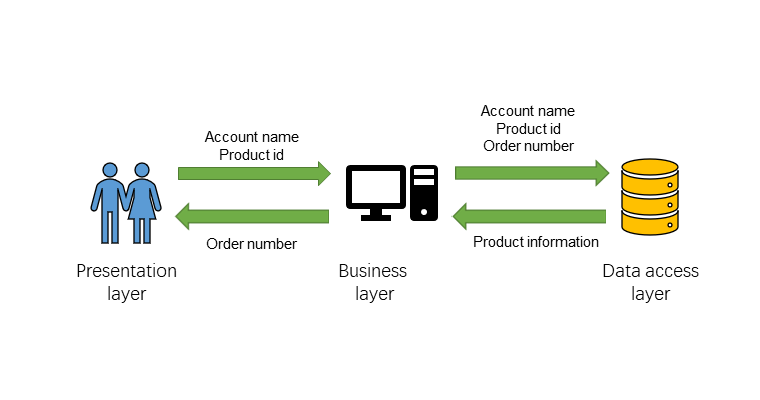 Account name
Product id
Account name
Product id
Order number
Order number
Product information
Presentation
layer
Business
layer
Data access
layer